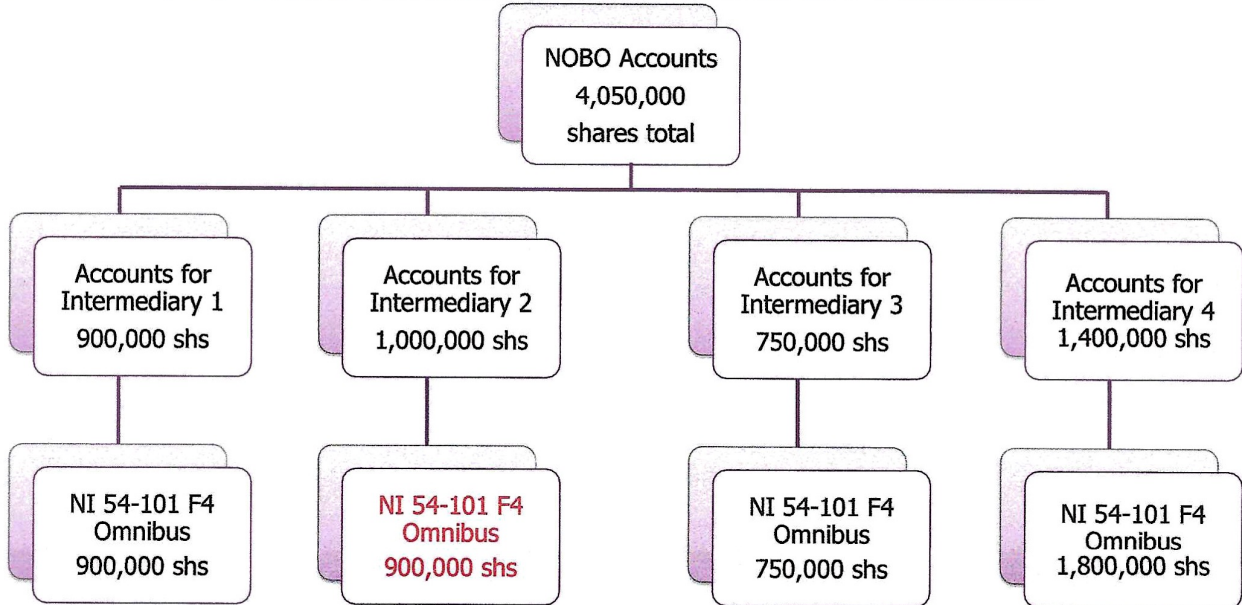 NOBO Accounts
4,050,000
shares total
Accounts for
Intermediary 1
900,000 shs
Accounts for
Intermediary 2
1,000,000 shs
Accounts for
Intermediary 3
750,000 shs
Accounts for
Intermediary 4
1,400,000 shs
NI 54-101 F4
Omnibus
900,000 shs
NI 54-101 F4
Omnibus
900,000 shs
NI 54-101 F4
Omnibus
750,000 shs
NI 54-101 F4
Omnibus
1,800,000 shs